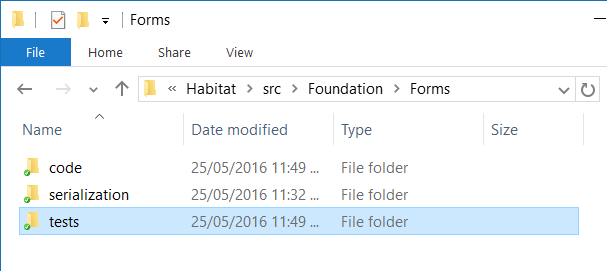 Forms
File Home Share View
« Habitat > src > Foundation > Forms
Name Date modified Type Size
code 25/05/2016 11:49 ... File folder
serialization 25/05/2016 11:32 ... File folder
tests 25/05/2016 11:49 ... File folder